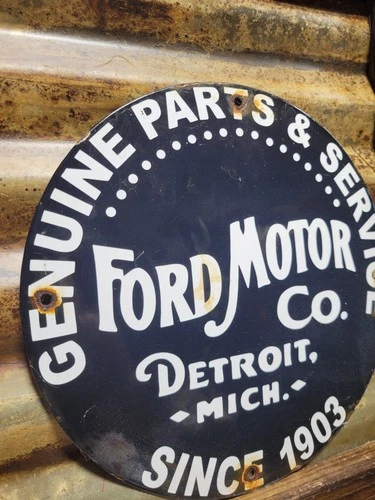 GENUINE PARTS & SERVICE
FORD MOTOR
Co.
DETROIT,
MICH.
SINCE 1903